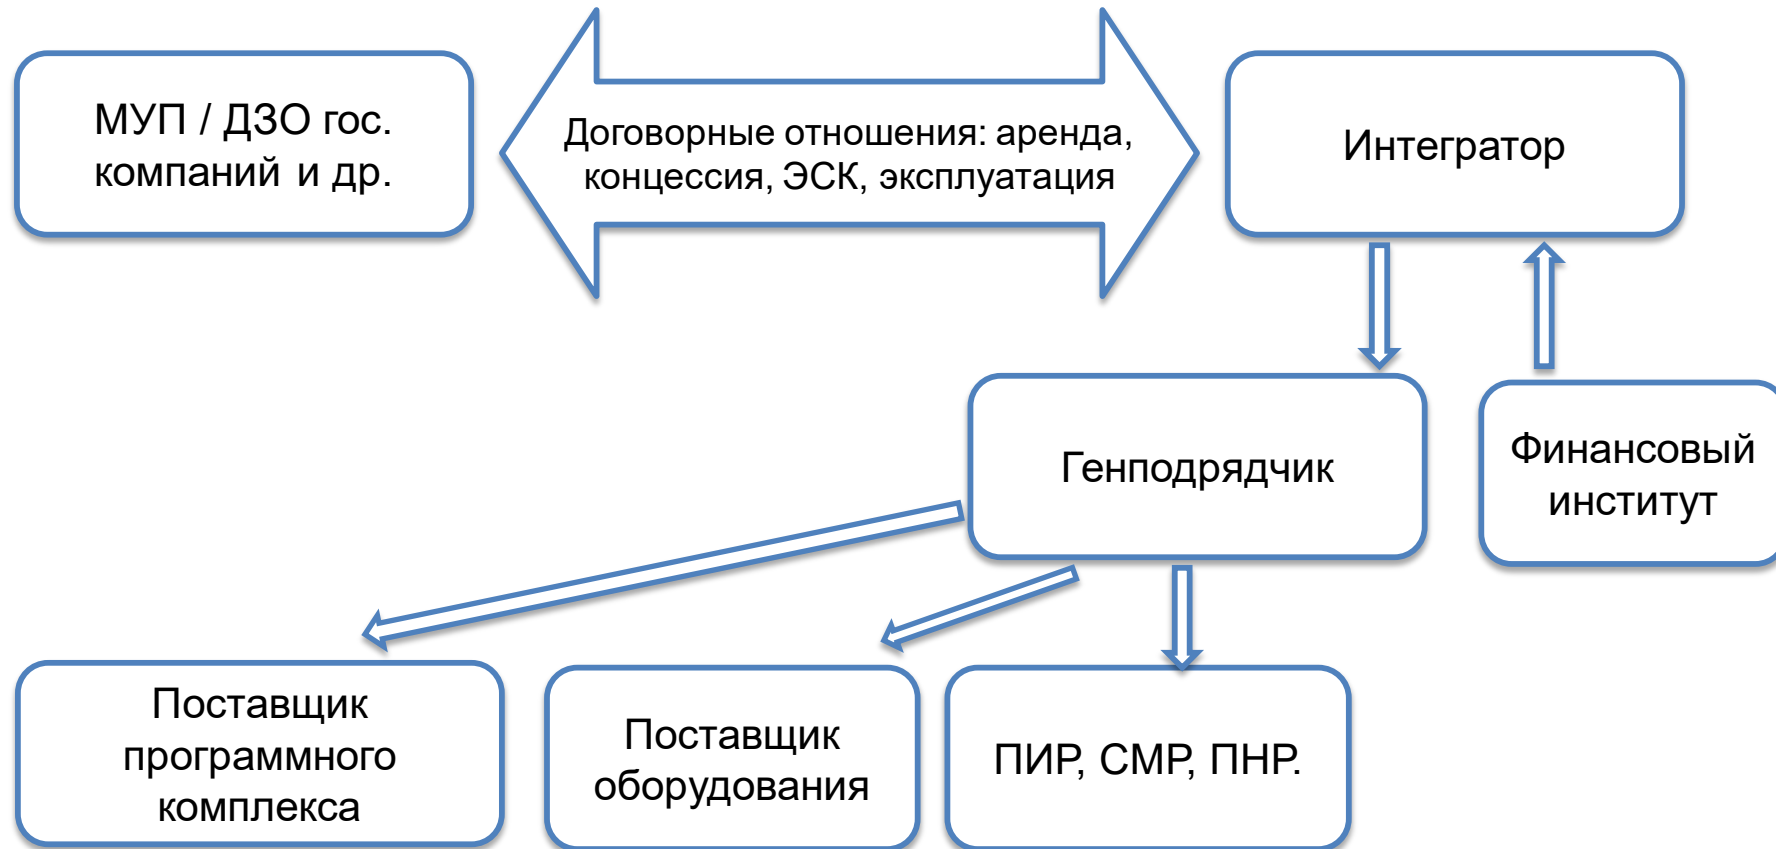 МУП / ДЗО гос.
компаний и др.
Договорные отношения: аренда,
концессия, ЭСК, эксплуатация
Интегратор
Генподрядчик
Финансовый
институт
Поставщик
программного
комплекса
Поставщик
оборудования
ПИР, СМР, ПНР.